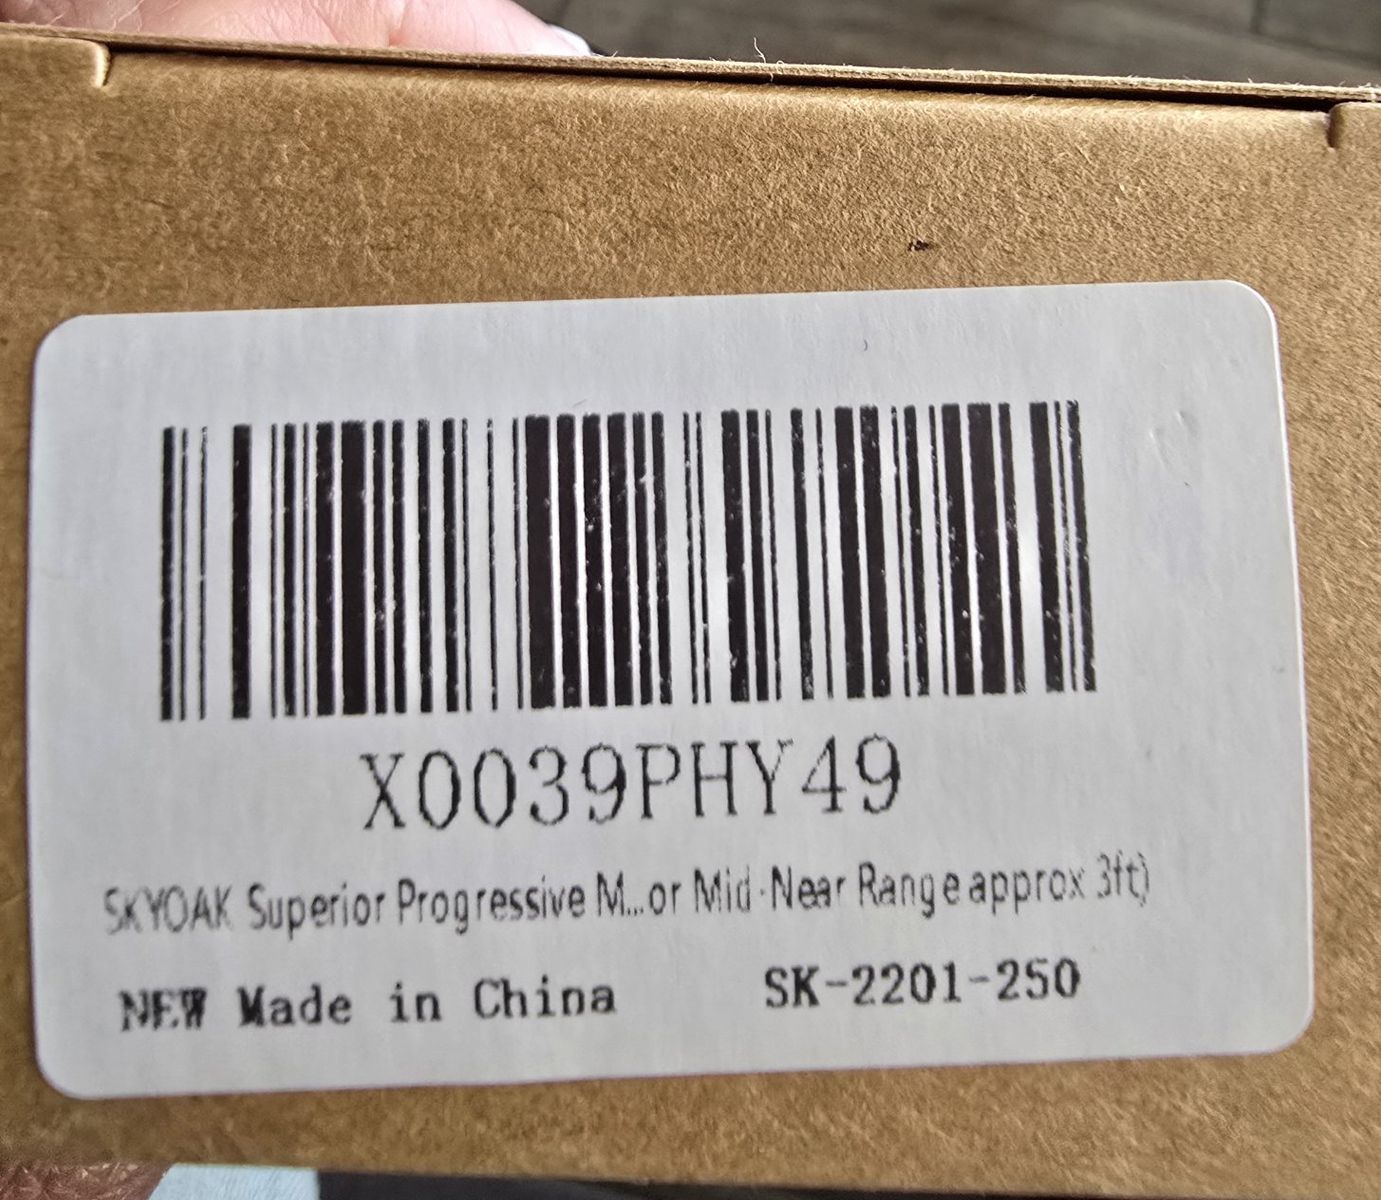 X0039PHY49
SKYOAK Superior Progressive M...or Mid-Near Range approx 3ft)
NEW Made in China SK-2201-250